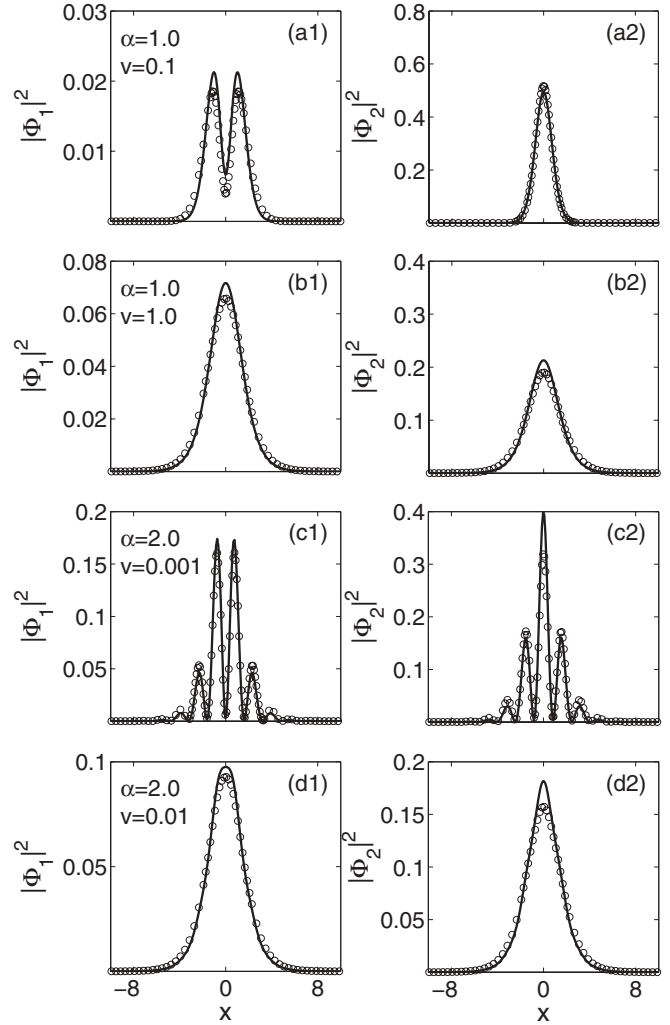 0.03
0.02
0.01
|Φ₁|²
α=1.0
v=0.1
(a1)
0.8
0.6
0.4
0.2
|Φ₂|²
(a2)
0.08
0.06
0.04
0.02
|Φ₁|²
α=1.0
v=1.0
(b1)
0.4
0.3
0.2
0.1
|Φ₂|²
(b2)
0.2
0.15
0.1
0.05
|Φ₁|²
α=2.0
v=0.001
(c1)
0.4
0.3
0.2
0.1
|Φ₂|²
(c2)
0.1
0.05
|Φ₁|²
α=2.0
v=0.01
(d1)
−8 0 8
x
0.2
0.15
0.1
0.05
|Φ₂|²
(d2)
−8 0 8
x